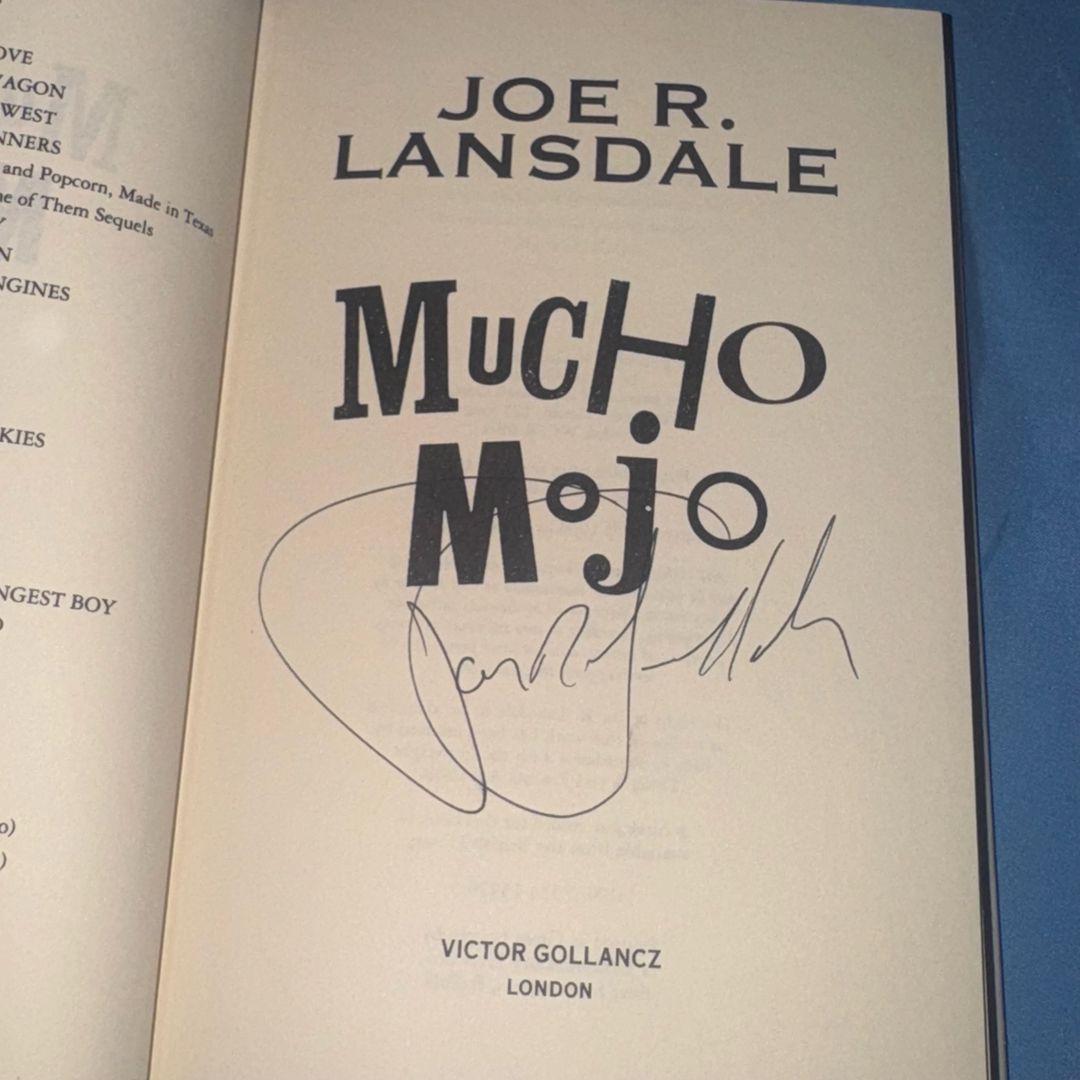 OVE
AGON
WEST
NNERS
and Popcorn, Made in Texas
ne of Them Sequels
Y
N
NGINES
KIES
NGEST BOY
o)
)
JOE R.
LANSDALE
MUCHO
MOJO
VICTOR GOLLANCZ
LONDON